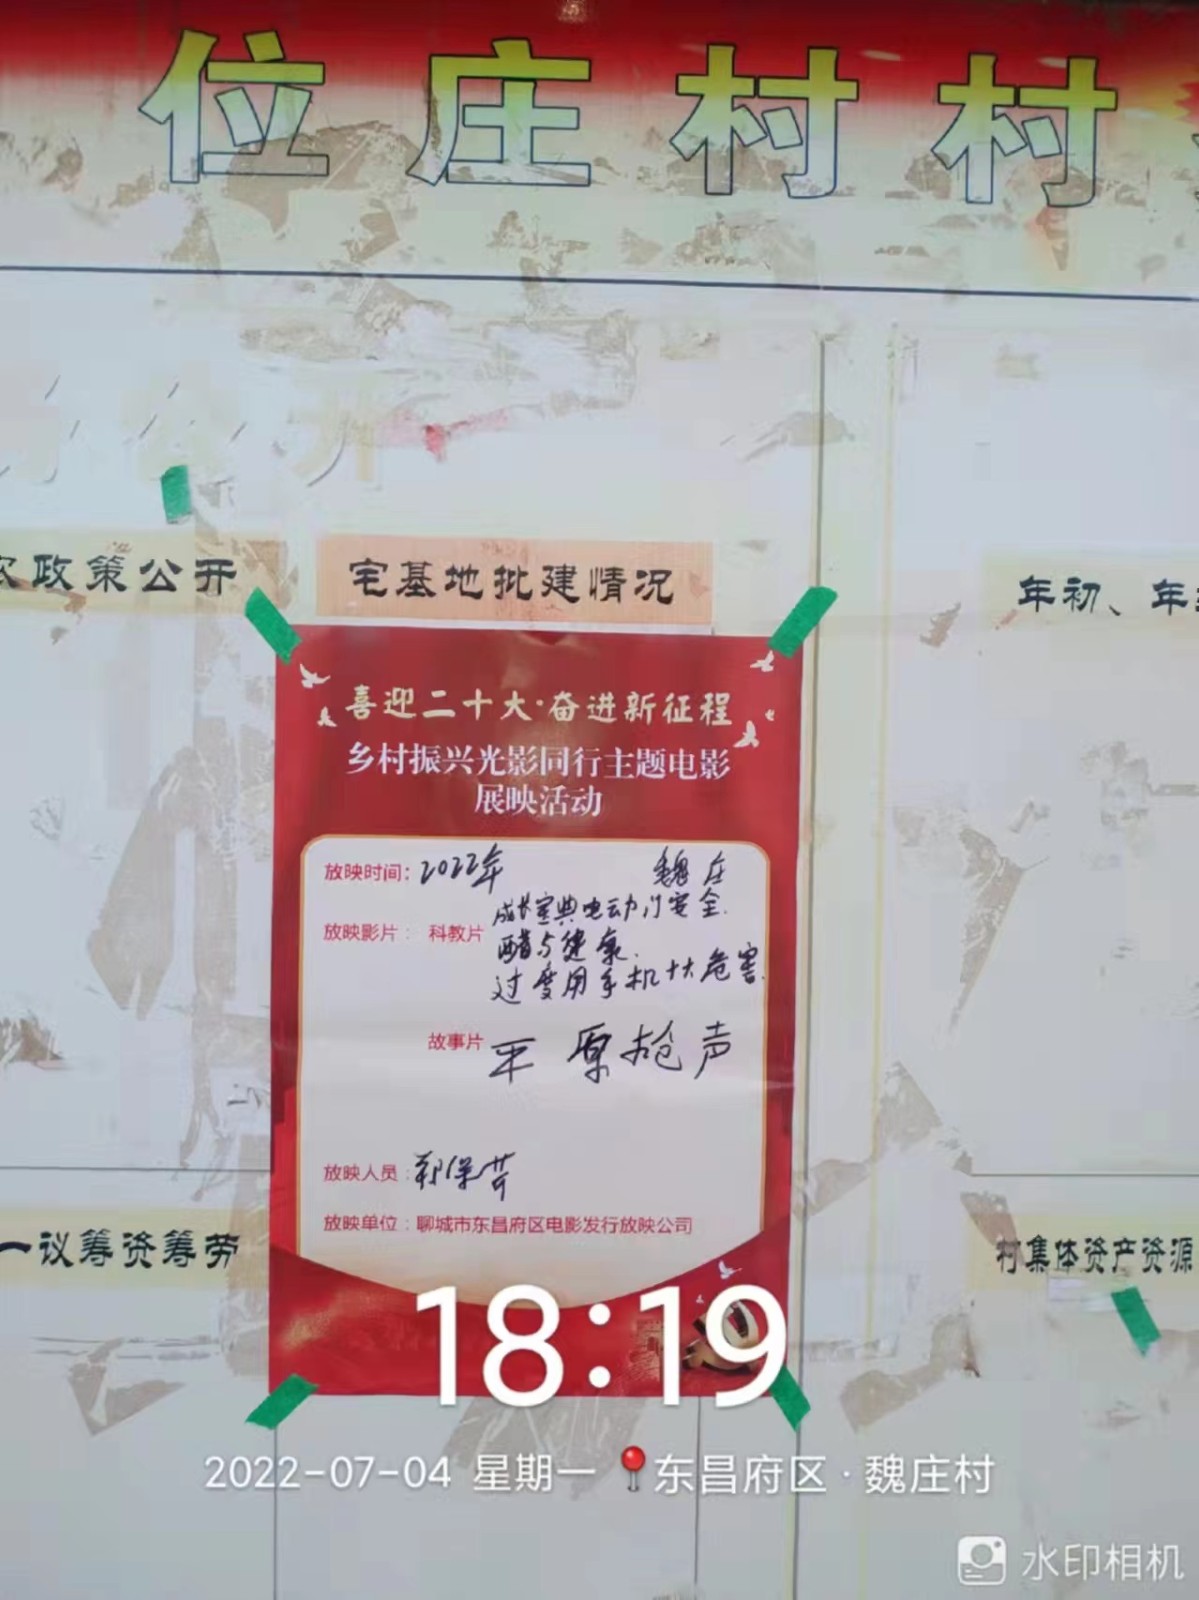 位庄村村
政策公开
宅基地批建情况
年初、年
喜迎二十大·奋进新征程
乡村振兴光影同行主题电影
展映活动
放映时间：2022年 魏庄
放映影片： 科教片 成长宝典电动门安全.
醋与健康.
过度用手机十大危害.
故事片 平原枪声
放映人员：郭保芹
放映单位：聊城市东昌府区电影发行放映公司
一议筹资筹劳
村集体资产资源
18:19
2022-07-04 星期一 东昌府区·魏庄村
水印相机